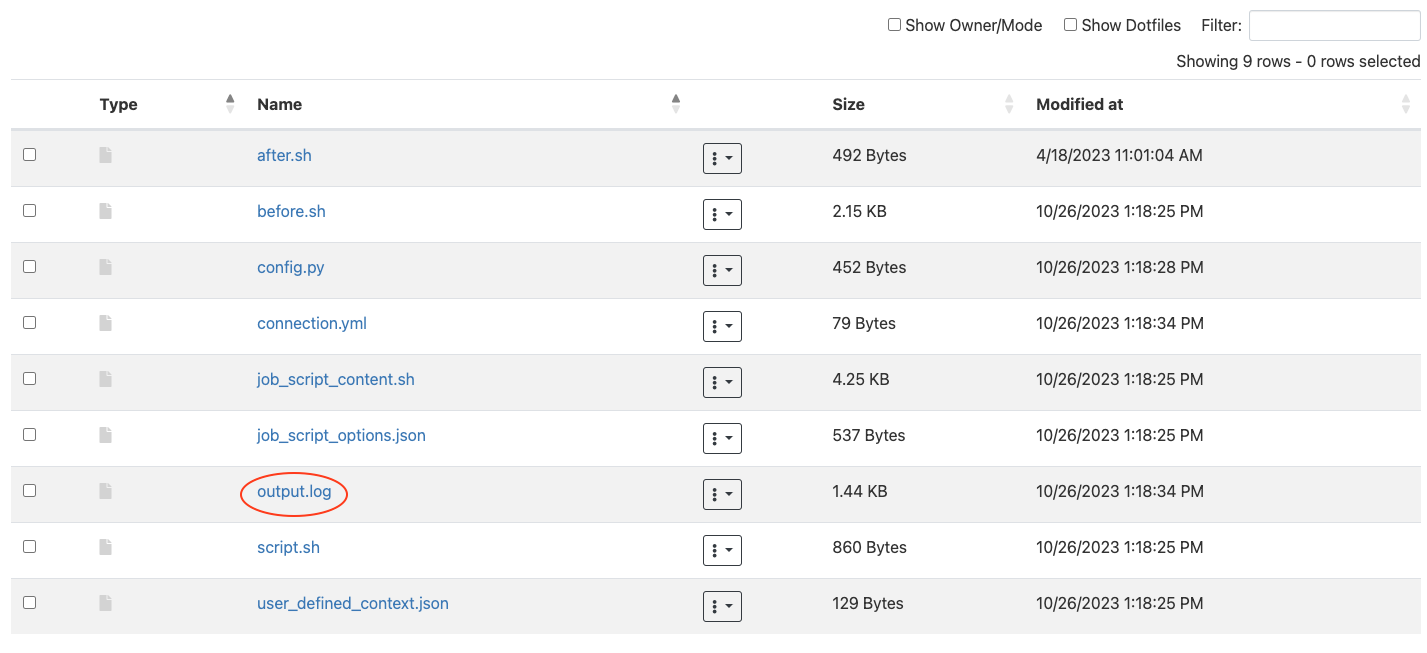 Show Owner/Mode Show Dotfiles Filter:
Showing 9 rows - 0 rows selected
Type Name Size Modified at
after.sh 492 Bytes 4/18/2023 11:01:04 AM
before.sh 2.15 KB 10/26/2023 1:18:25 PM
config.py 452 Bytes 10/26/2023 1:18:28 PM
connection.yml 79 Bytes 10/26/2023 1:18:34 PM
job_script_content.sh 4.25 KB 10/26/2023 1:18:25 PM
job_script_options.json 537 Bytes 10/26/2023 1:18:25 PM
output.log 1.44 KB 10/26/2023 1:18:34 PM
script.sh 860 Bytes 10/26/2023 1:18:25 PM
user_defined_context.json 129 Bytes 10/26/2023 1:18:25 PM